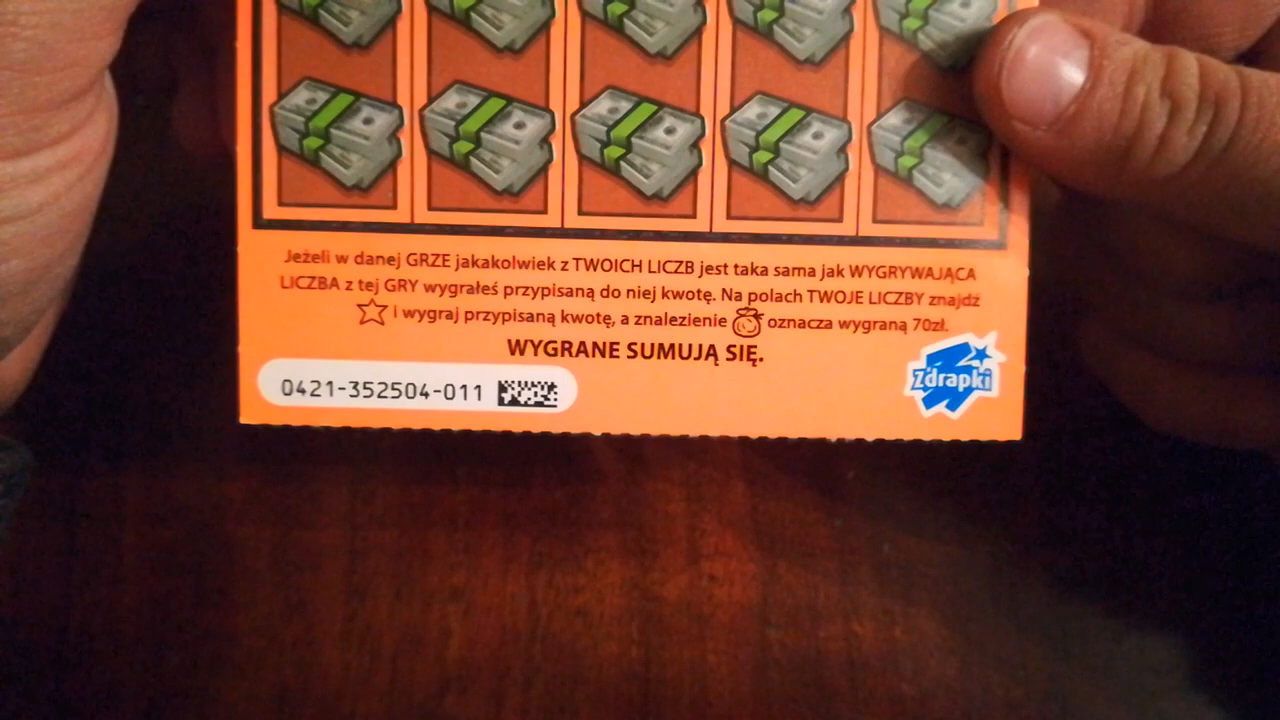 Jeżeli w danej GRZE jakakolwiek z TWOICH LICZB jest taka sama jak WYGRYWAJĄCA
LICZBA z tej GRY wygrałeś przypisaną do niej kwotę. Na polach TWOJE LICZBY znajdź
i wygraj przypisaną kwotę, a znalezienie oznacza wygraną 70zł.
WYGRANE SUMUJĄ SIĘ.
0421-352504-011
Zdrapki